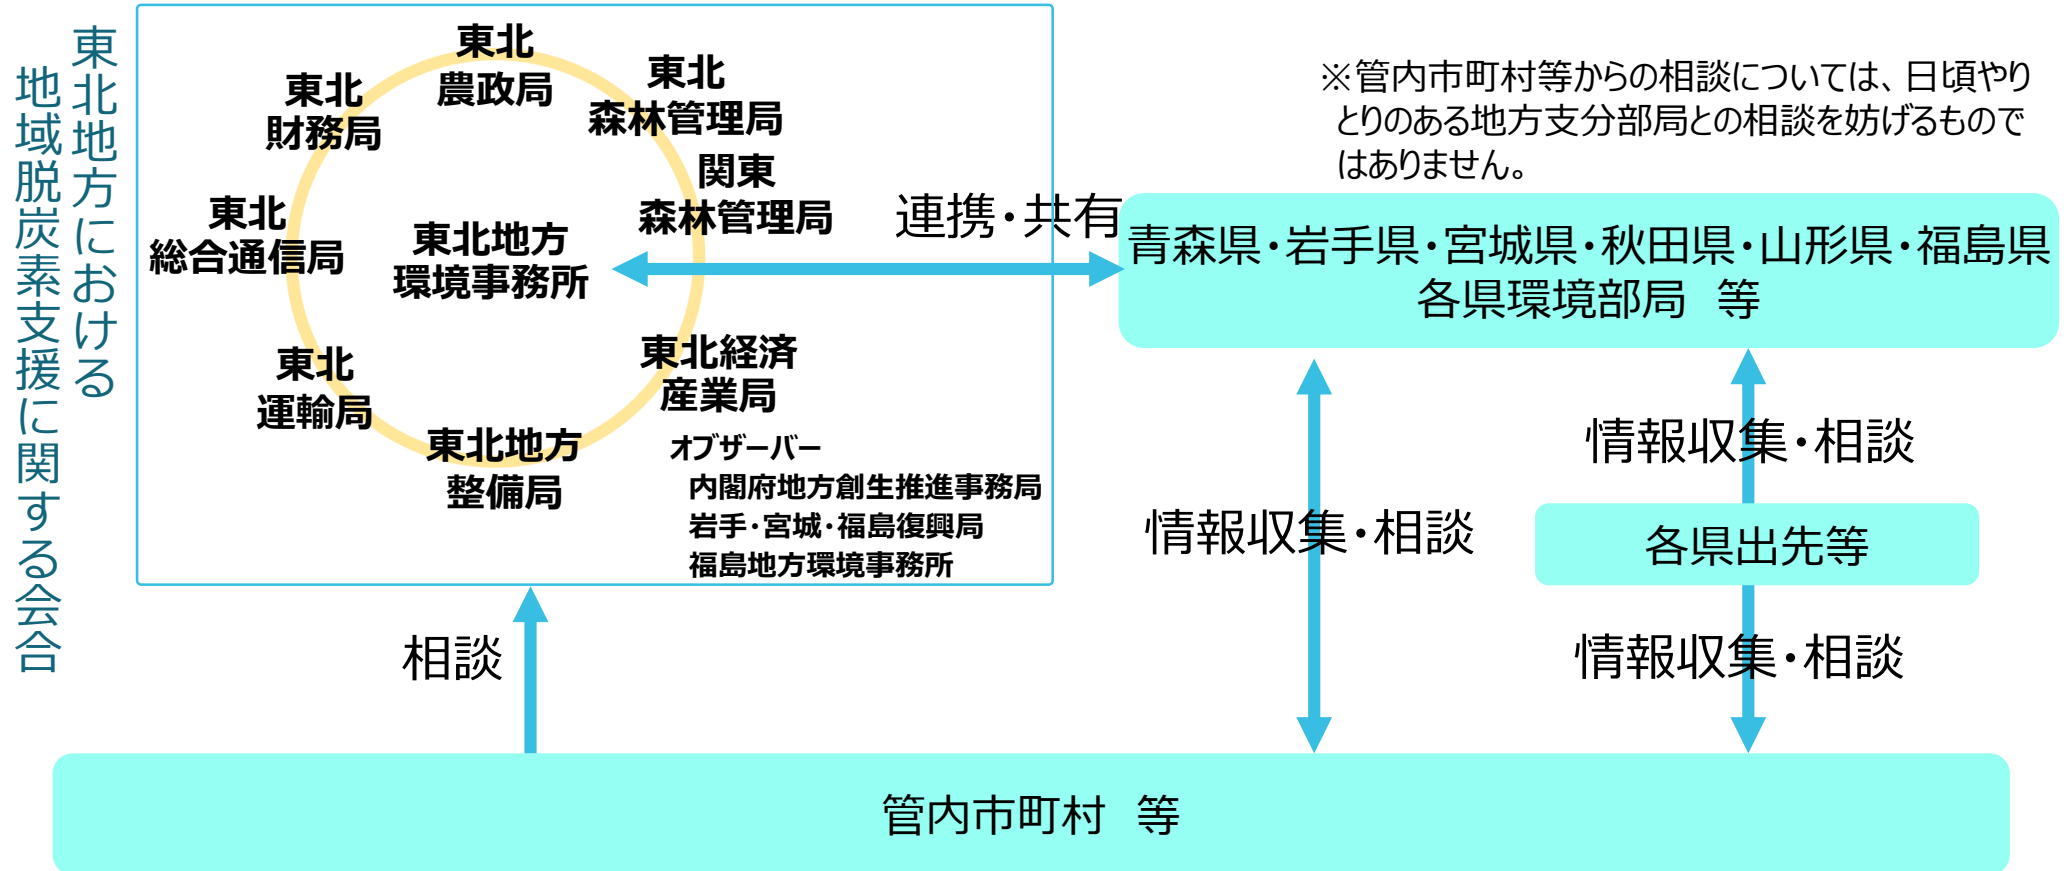 東北地方における
地域脱炭素支援に関する会合
東北
農政局
東北
森林管理局
東北
財務局
関東
森林管理局
東北
総合通信局
東北地方
環境事務所
東北
運輸局
東北経済
産業局
東北地方
整備局
オブザーバー
内閣府地方創生推進事務局
岩手・宮城・福島復興局
福島地方環境事務所
※管内市町村等からの相談については、日頃やり
とりのある地方支分部局との相談を妨げるもので
はありません。
連携・共有
青森県・岩手県・宮城県・秋田県・山形県・福島県
各県環境部局　等
情報収集・相談
情報収集・相談
各県出先等
情報収集・相談
相談
管内市町村　等